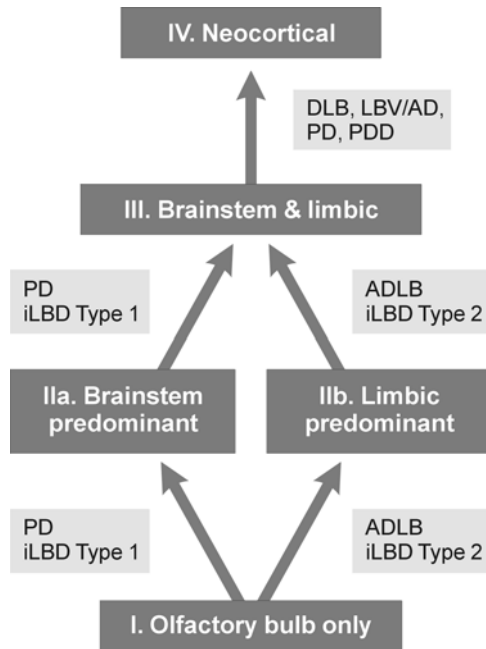 IV. Neocortical
DLB, LBV/AD,
PD, PDD
III. Brainstem & limbic
PD
iLBD Type 1
ADLB
iLBD Type 2
IIa. Brainstem
predominant
IIb. Limbic
predominant
PD
iLBD Type 1
ADLB
iLBD Type 2
I. Olfactory bulb only